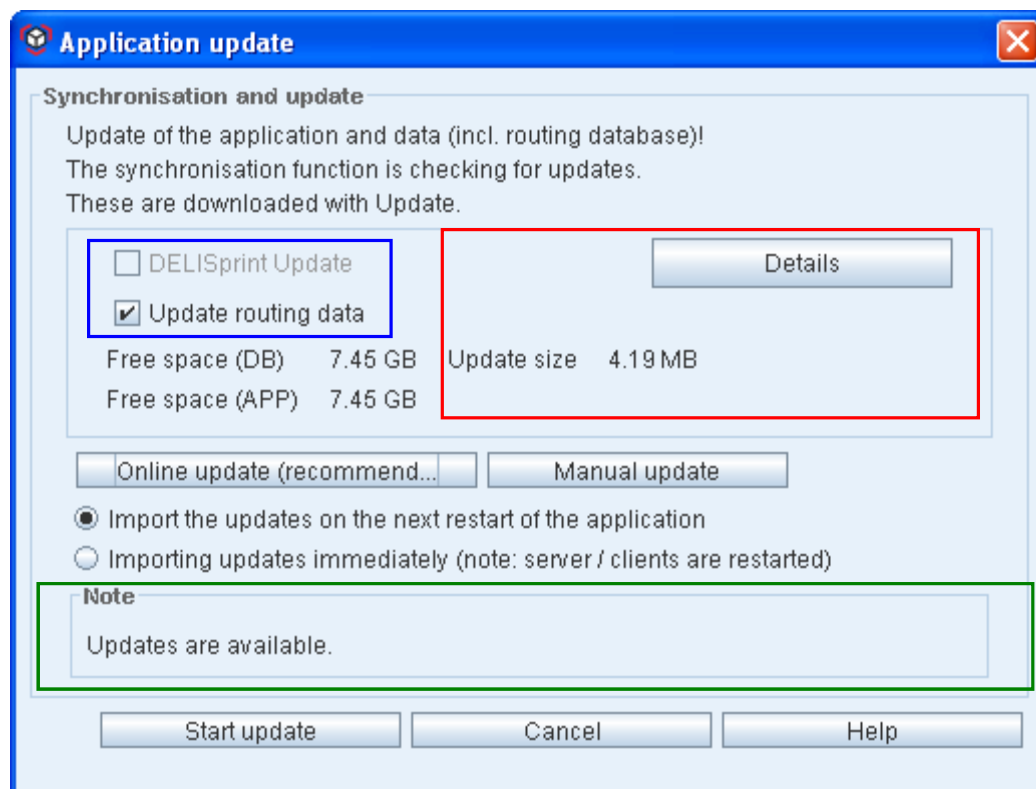 Application update
Synchronisation and update
Update of the application and data (incl. routing database)!
The synchronisation function is checking for updates.
These are downloaded with Update.
DELISprint Update
Details
Update routing data
Free space (DB) 7.45 GB Update size 4.19 MB
Free space (APP) 7.45 GB
Online update (recommend... Manual update
Import the updates on the next restart of the application
Importing updates immediately (note: server / clients are restarted)
Note
Updates are available.
Start update Cancel Help